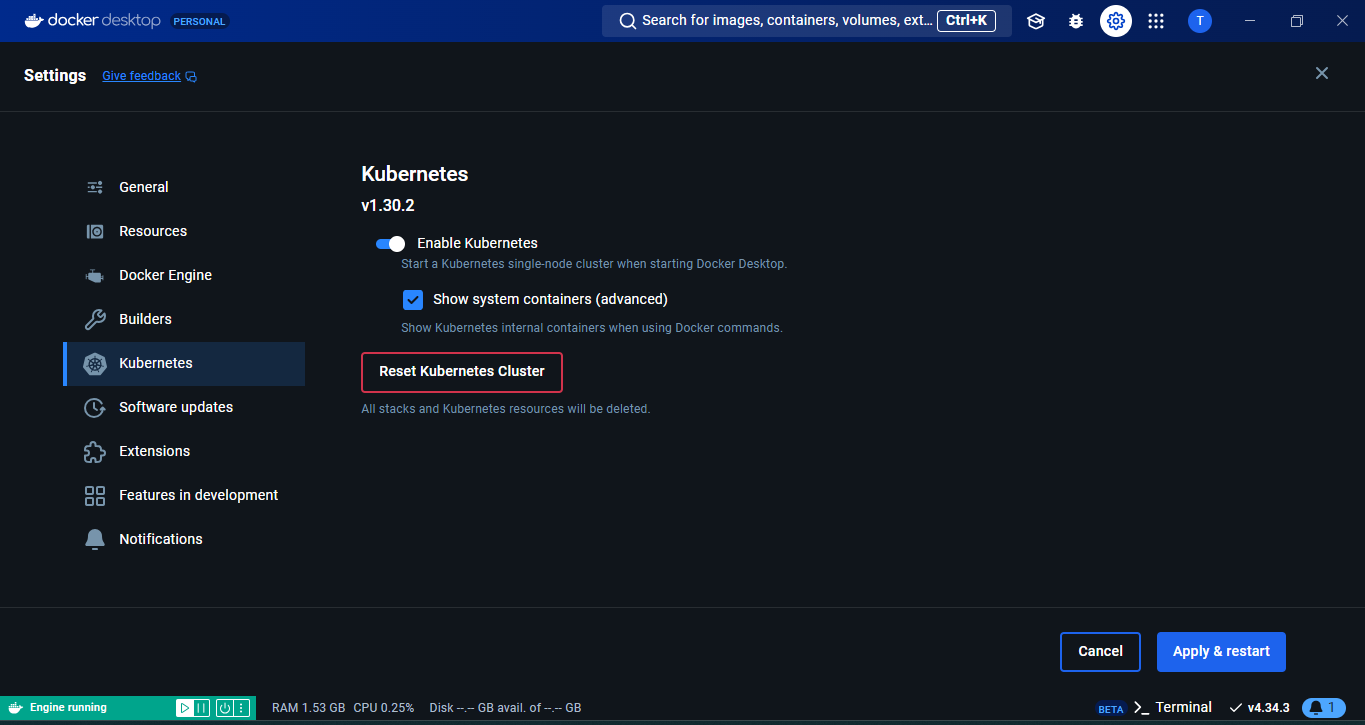 docker desktop PERSONAL
Search for images, containers, volumes, ext... Ctrl+K
T
Settings Give feedback
General
Resources
Docker Engine
Builders
Kubernetes
Software updates
Extensions
Features in development
Notifications
Kubernetes
v1.30.2
Enable Kubernetes
Start a Kubernetes single-node cluster when starting Docker Desktop.
Show system containers (advanced)
Show Kubernetes internal containers when using Docker commands.
Reset Kubernetes Cluster
All stacks and Kubernetes resources will be deleted.
Cancel
Apply & restart
Engine running
RAM 1.53 GB CPU 0.25% Disk --.-- GB avail. of --.-- GB
BETA >_ Terminal
v4.34.3
1